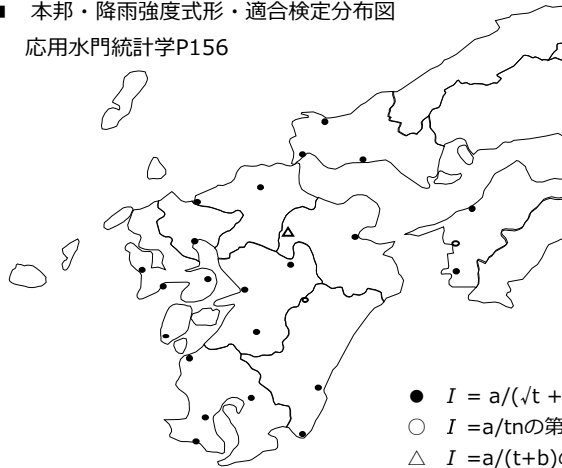 ■ 本邦・降雨強度式形・適合検定分布図
応用水門統計学P156
● I = a/(√t +
○ I =a/tnの第
△ I =a/(t+b)の